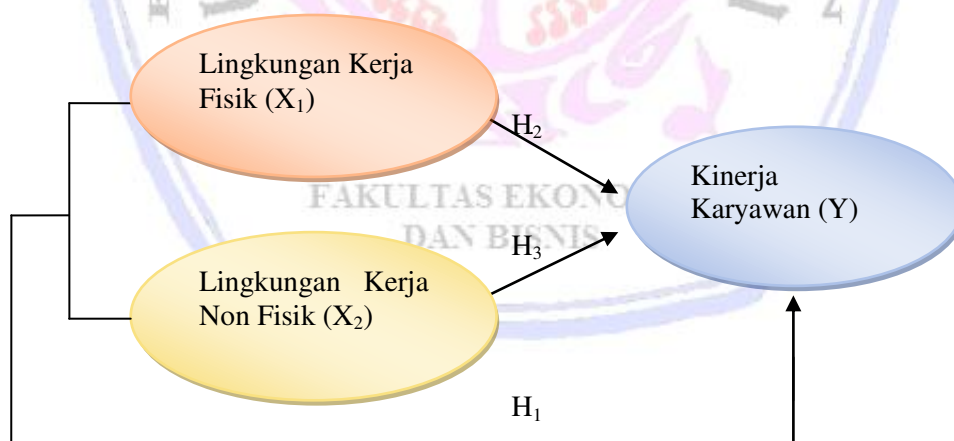 Lingkungan Kerja
Fisik (X₁)
H₂
Kinerja
Karyawan (Y)
FAKULTAS EKONO
DAN BISNIS
H₃
Lingkungan Kerja
Non Fisik (X₂)
H₁